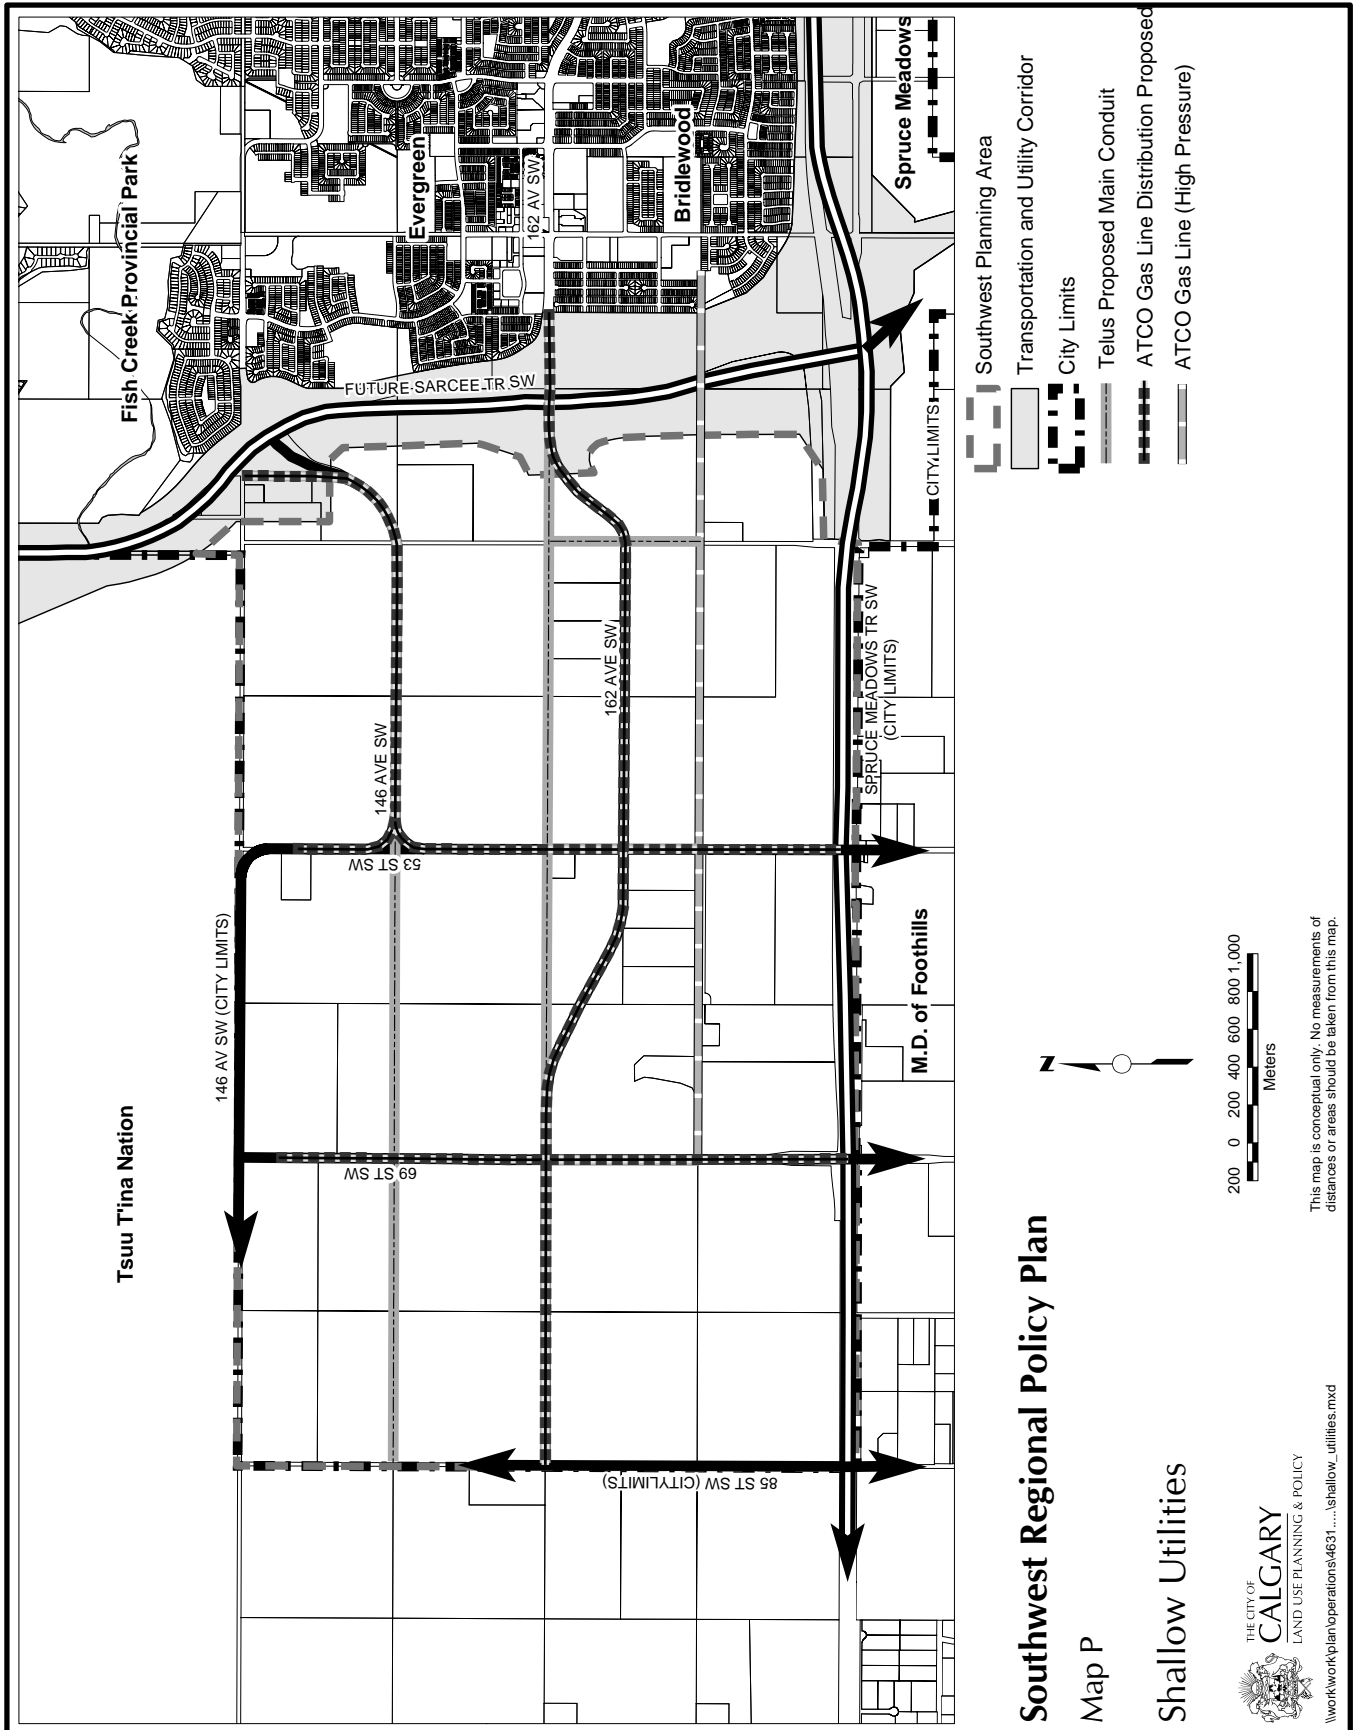 Tsuu T'ina Nation
Fish Creek Provincial Park
146 AV SW (CITY LIMITS)
FUTURE SARCEE TR SW
Evergreen
146 AVE SW
53 ST SW
69 ST SW
162 AV SW
162 AVE SW
Bridlewood
85 ST SW (CITY LIMITS)
SPRUCE MEADOWS TR SW
(CITY LIMITS)
Spruce Meadows
M.D. of Foothills
CITY LIMITS
Southwest Regional Policy Plan
Map P
Shallow Utilities
THE CITY OF
CALGARY
LAND USE PLANNING & POLICY
\\work\work\plan\operations\4631.....\shallow_utilities.mxd
N
200 0 200 400 600 800 1,000
Meters
This map is conceptual only. No measurements of
distances or areas should be taken from this map.
Southwest Planning Area
Transportation and Utility Corridor
City Limits
Telus Proposed Main Conduit
ATCO Gas Line Distribution Proposed
ATCO Gas Line (High Pressure)